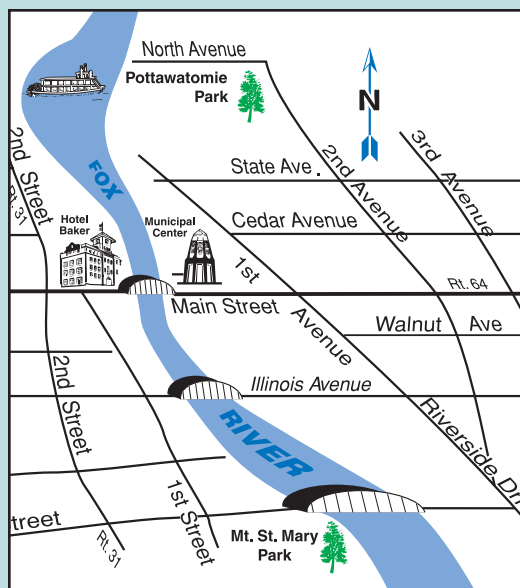 North Avenue
Pottawatomie
Park
N
2nd Street
Rt. 31
FOX
State Ave.
2nd Avenue
3rd Avenue
Hotel
Baker
Municipal
Center
Cedar Avenue
1st
Avenue
Rt. 64
Main Street
Walnut Ave
2nd Street
Illinois Avenue
RIVER
Riverside Dri
1st Street
treet
Rt. 31
Mt. St. Mary
Park